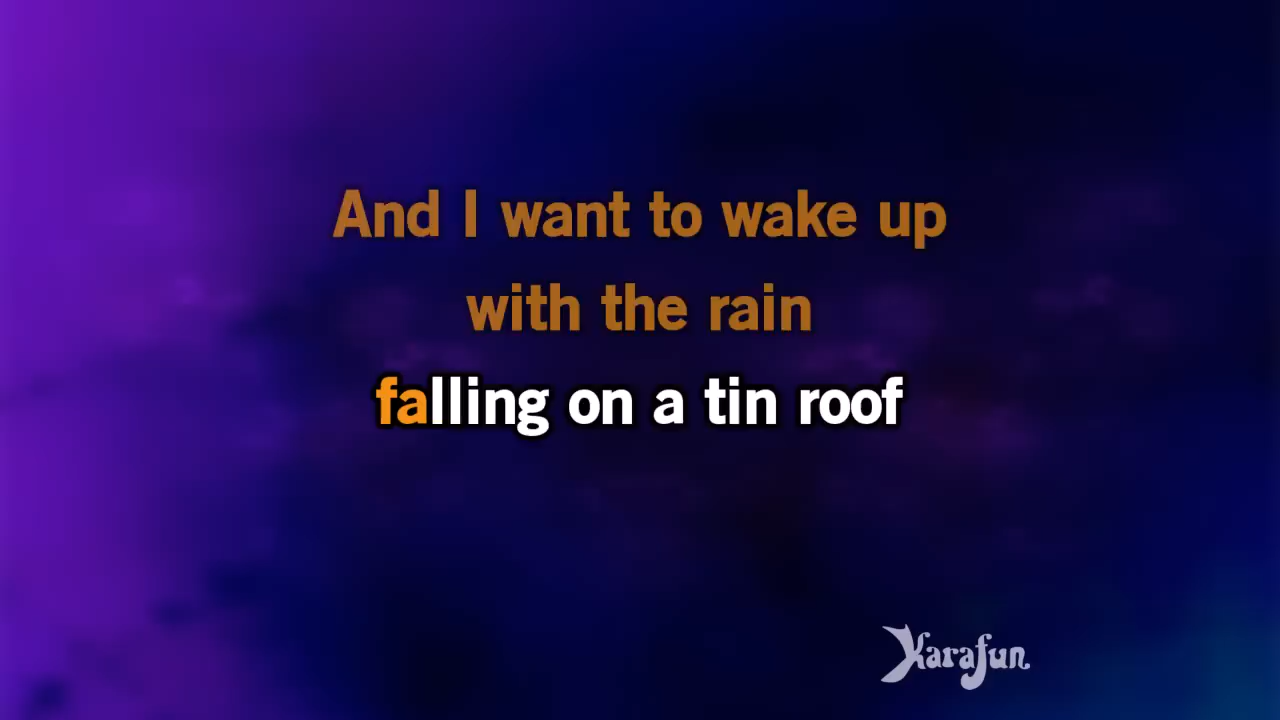 And I want to wake up
with the rain
falling on a tin roof
Karafun